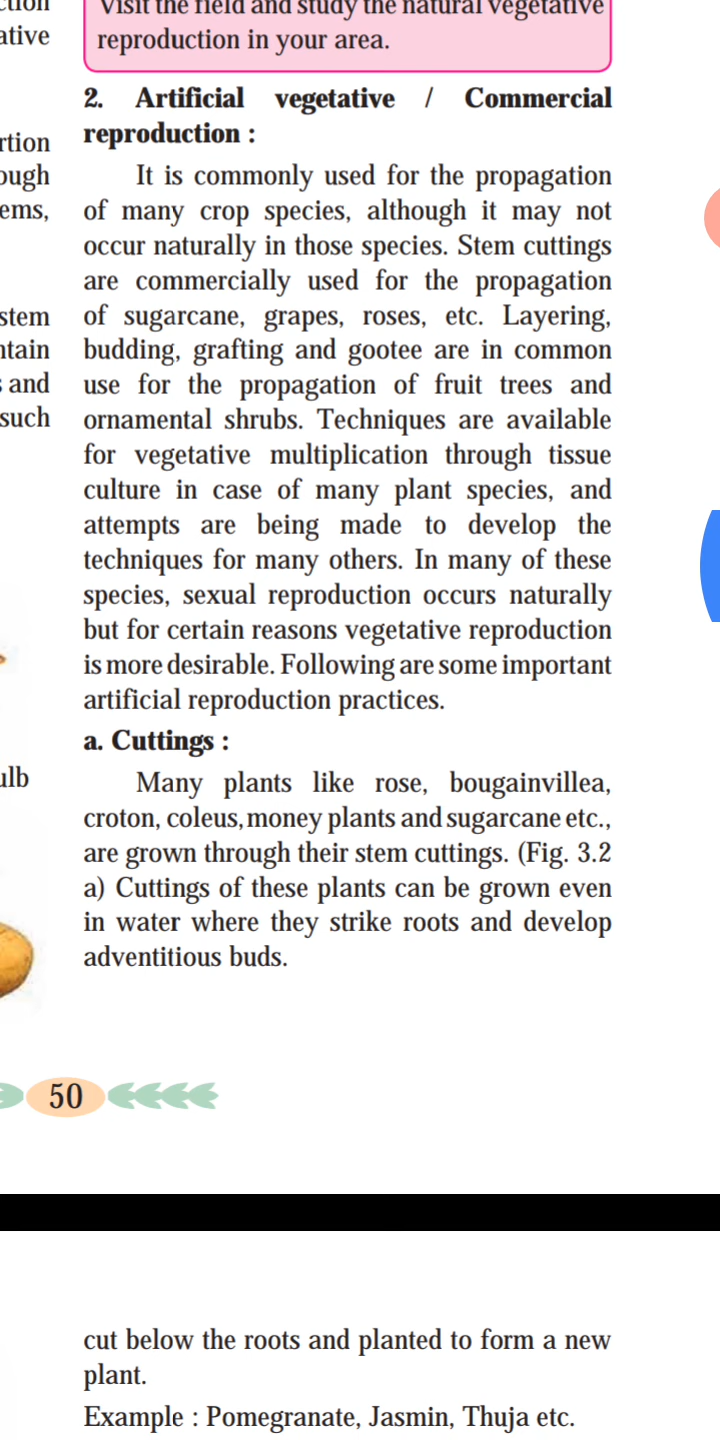 ative
rtion
ough
ems,
stem
ntain
and
such
ulb
Visit the field and study the natural vegetative
reproduction in your area.
2. Artificial vegetative / Commercial
reproduction :
It is commonly used for the propagation
of many crop species, although it may not
occur naturally in those species. Stem cuttings
are commercially used for the propagation
of sugarcane, grapes, roses, etc. Layering,
budding, grafting and gootee are in common
use for the propagation of fruit trees and
ornamental shrubs. Techniques are available
for vegetative multiplication through tissue
culture in case of many plant species, and
attempts are being made to develop the
techniques for many others. In many of these
species, sexual reproduction occurs naturally
but for certain reasons vegetative reproduction
is more desirable. Following are some important
artificial reproduction practices.
a. Cuttings :
Many plants like rose, bougainvillea,
croton, coleus, money plants and sugarcane etc.,
are grown through their stem cuttings. (Fig. 3.2
a) Cuttings of these plants can be grown even
in water where they strike roots and develop
adventitious buds.
50
cut below the roots and planted to form a new
plant.
Example : Pomegranate, Jasmin, Thuja etc.